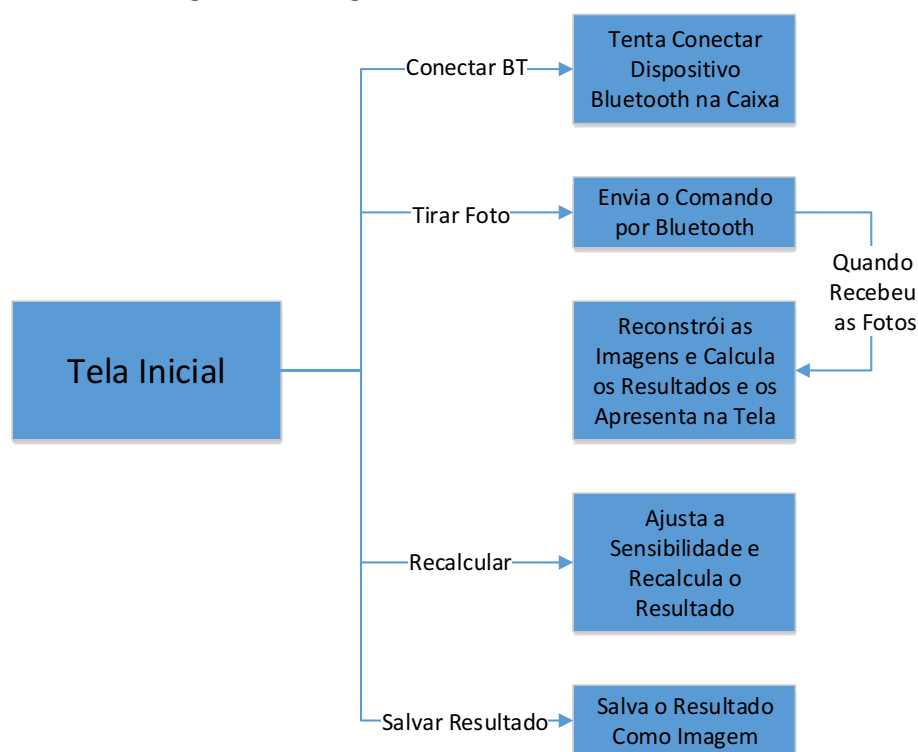 Conectar BT
Tenta Conectar
Dispositivo
Bluetooth na Caixa
Tirar Foto
Envia o Comando
por Bluetooth
Quando
Recebeu
as Fotos
Tela Inicial
Reconstrói as
Imagens e Calcula
os Resultados e os
Apresenta na Tela
Recalcular
Ajusta a
Sensibilidade e
Recalcula o
Resultado
Salvar Resultado
Salva o Resultado
Como Imagem